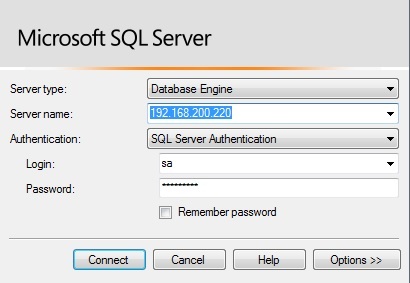 Microsoft SQL Server
Server type: Database Engine
Server name: 192.168.200.220
Authentication: SQL Server Authentication
Login: sa
Password: *********
Remember password
Connect Cancel Help Options >>